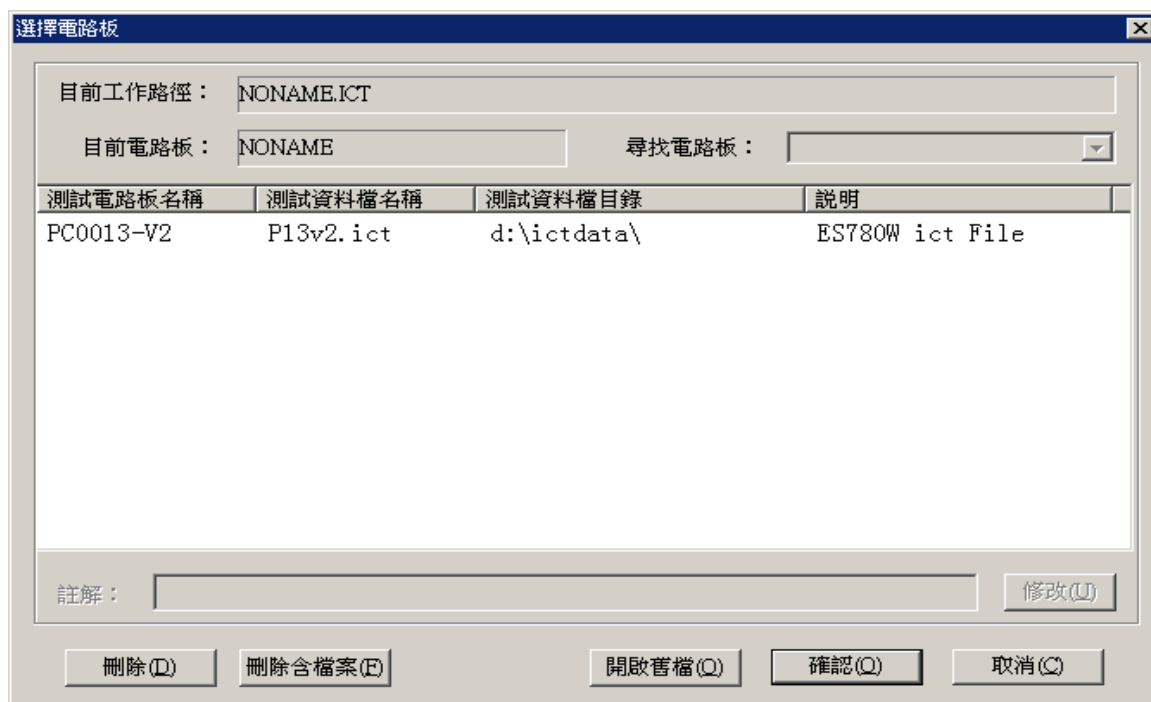 選擇電路板
目前工作路徑： NONAME.ICT
目前電路板： NONAME 尋找電路板：
測試電路板名稱 測試資料檔名稱 測試資料檔目錄 說明
PC0013-V2 P13v2.ict d:\ictdata\ ES780W ict File
註解： 修改(U)
刪除(D) 刪除含檔案(F) 開啟舊檔(O) 確認(O) 取消(C)